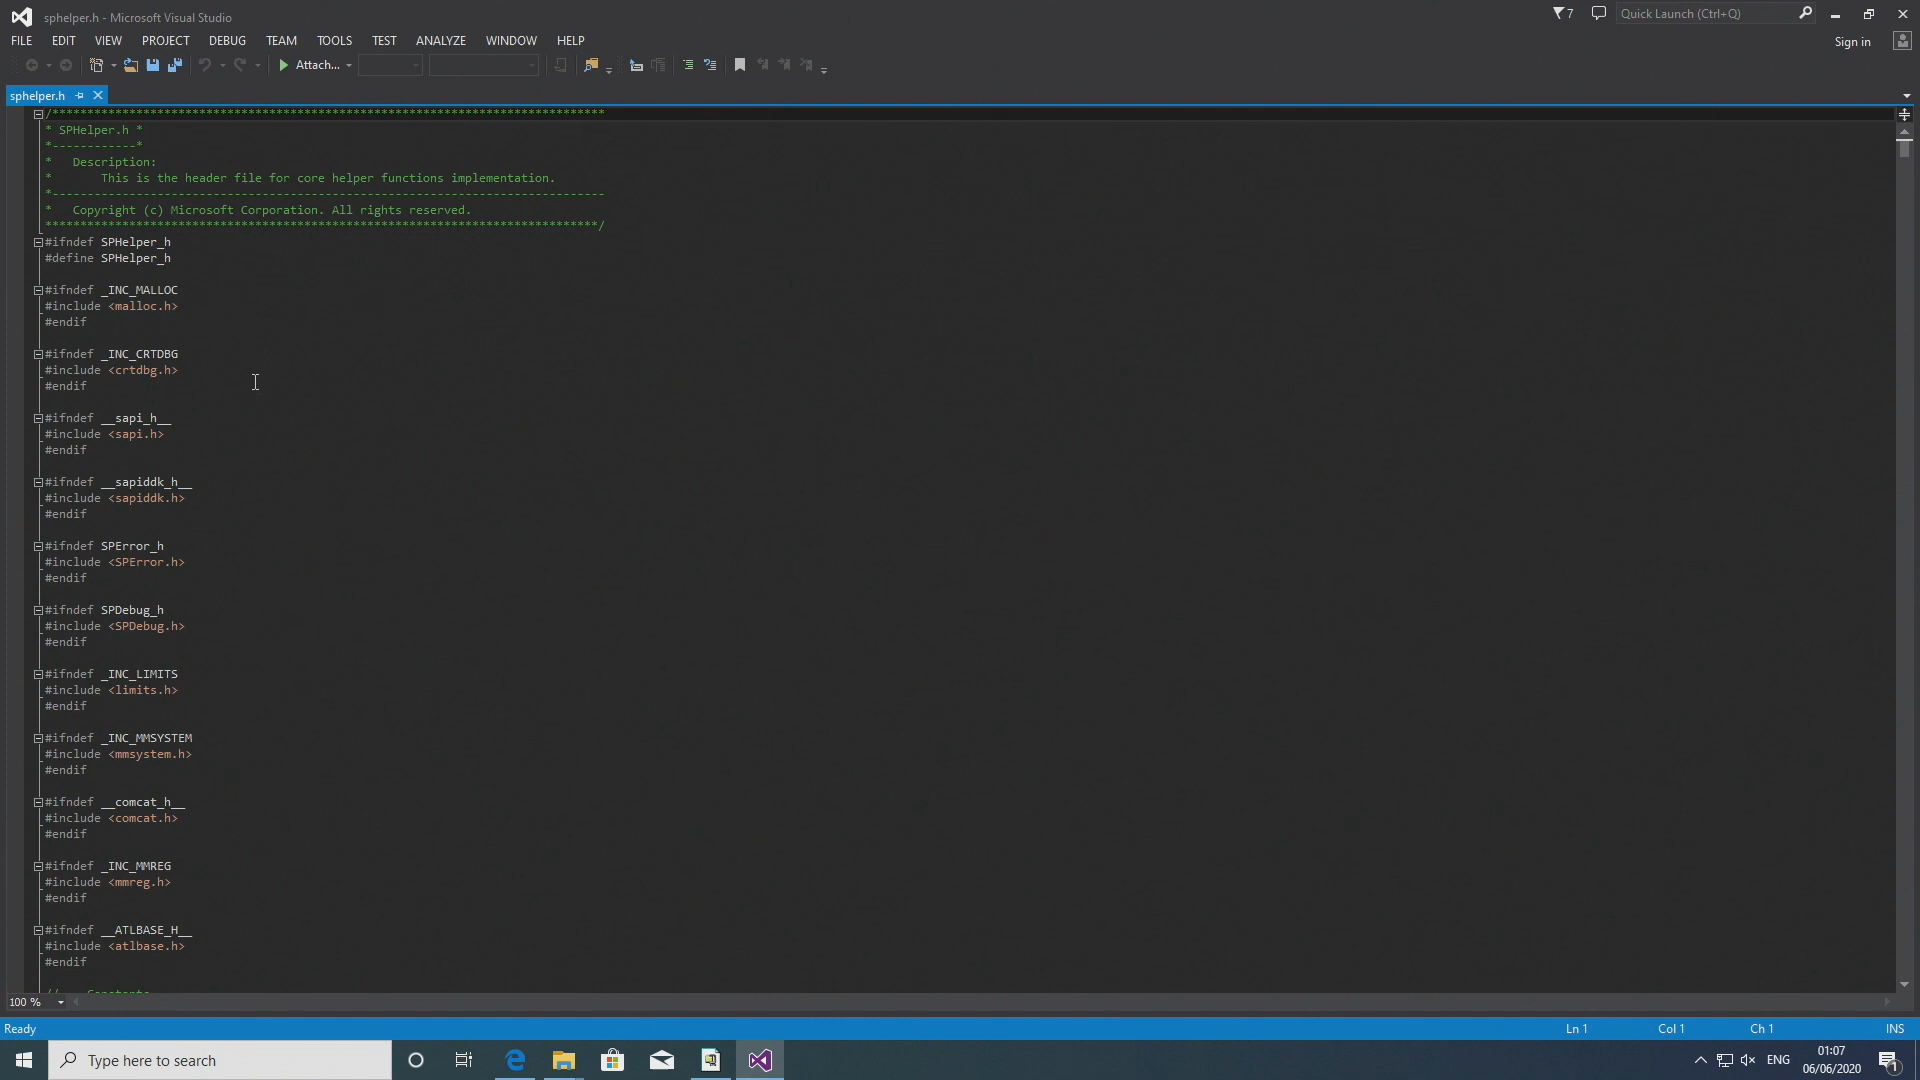 sphelper.h - Microsoft Visual Studio
7
Quick Launch (Ctrl+Q)
FILE EDIT VIEW PROJECT DEBUG TEAM TOOLS TEST ANALYZE WINDOW HELP
Sign in
Attach...
sphelper.h
/*******************************************************************************
* SPHelper.h *
*------------*
*   Description:
*       This is the header file for core helper functions implementation.
*-------------------------------------------------------------------------------
*   Copyright (c) Microsoft Corporation. All rights reserved.
*******************************************************************************/
#ifndef SPHelper_h
#define SPHelper_h
#ifndef _INC_MALLOC
#include <malloc.h>
#endif
#ifndef _INC_CRTDBG
#include <crtdbg.h>
#endif
#ifndef __sapi_h__
#include <sapi.h>
#endif
#ifndef __sapiddk_h__
#include <sapiddk.h>
#endif
#ifndef SPError_h
#include <SPError.h>
#endif
#ifndef SPDebug_h
#include <SPDebug.h>
#endif
#ifndef _INC_LIMITS
#include <limits.h>
#endif
#ifndef _INC_MMSYSTEM
#include <mmsystem.h>
#endif
#ifndef __comcat_h__
#include <comcat.h>
#endif
#ifndef _INC_MMREG
#include <mmreg.h>
#endif
#ifndef __ATLBASE_H__
#include <atlbase.h>
#endif
//    Constants
100 %
Ready
Ln 1
Col 1
Ch 1
INS
Type here to search
ENG
01:07
06/06/2020
1